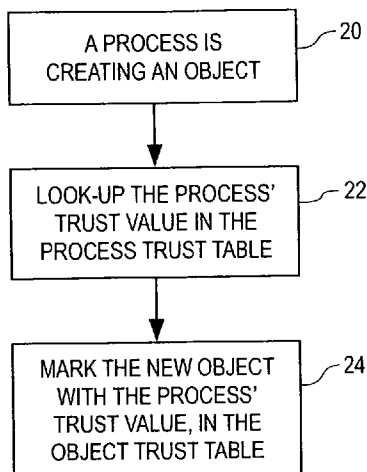 A PROCESS IS
CREATING AN OBJECT
20
LOOK-UP THE PROCESS'
TRUST VALUE IN THE
PROCESS TRUST TABLE
22
MARK THE NEW OBJECT
WITH THE PROCESS'
TRUST VALUE, IN THE
OBJECT TRUST TABLE
24